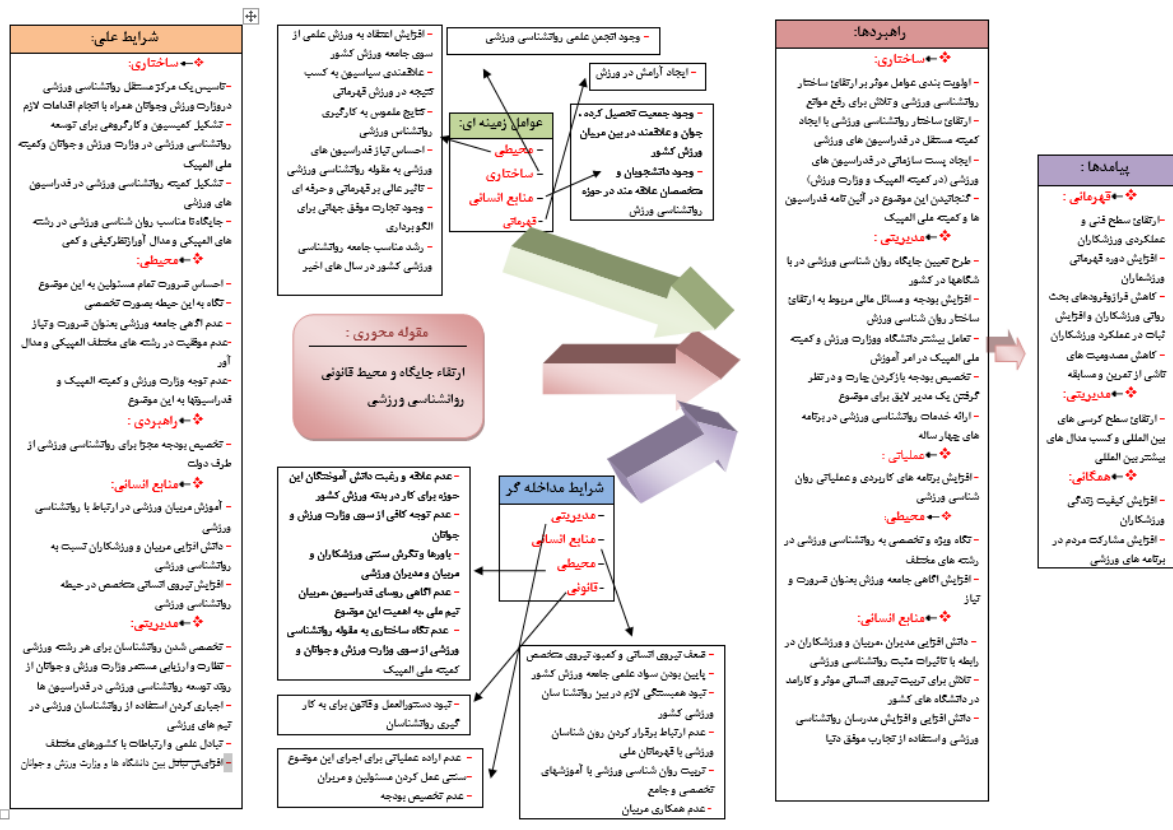 شرایط علی:
ساختاری:
-تاسیس یک مرکز مستقل روانشناسی ورزشی
دروزارت ورزش وجوانان همراه با انجام اقدامات لازم
- تشکیل کمیسیون و کارگروهی برای توسعه
روانشناسی ورزشی در وزارت ورزش و جوانان وکمیته
ملی المپیک
- تشکیل کمیته روانشناسی ورزشی در فدراسیون
های ورزشی
- جایگاه نا مناسب روان شناسی ورزشی در رشته
های المپیکی و مدال آورازنظرکیفی و کمی
محیطی:
- احساس ضرورت تمام مسئولین به این موضوع
- نگاه به این حیطه بصورت تخصصی
- عدم آگاهی جامعه ورزشی بعنوان ضرورت ونیاز
-عدم موفقیت در رشته های مختلف المپیکی و مدال
آور
-عدم توجه وزارت ورزش و کمیته المپیک و
فدراسیونها به این موضوع
راهبردی :
- تخصیص بودجه مجزا برای روانشناسی ورزشی از
طرف دولت
منابع انسانی:
- آموزش مربیان ورزشی در ارتباط با روانشناسی
ورزشی
- دانش افزایی مربیان و ورزشکاران نسبت به
روانشناسی ورزشی
- افزایش نیروی انسانی متخصص در حیطه
روانشناسی ورزشی
مدیریتی:
- تخصصی شدن روانشناسان برای هر رشته ورزشی
- نظارت و ارزیابی مستمر وزارت ورزش و جوانان از
روند توسعه روانشناسی ورزشی در فدراسیون ها
- اجباری کردن استفاده از روانشناسان ورزشی در
تیم های ورزشی
- تبادل علمی و ارتباطات با کشورهای مختلف
- افزایش تبادل بین دانشگاه ها و وزارت ورزش و جوانان
- افزایش اعتقاد به ورزش علمی از
سوی جامعه ورزش کشور
- علاقمندی سیاسیون به کسب
نتیجه در ورزش قهرمانی
- نتایج ملموس به کارگیری
روانشناس ورزشی
- احساس نیاز فدراسیون های
ورزشی به مقوله روانشناسی ورزشی
- تاثیر عالی بر قهرمانی و حرفه ای
- وجود تجارت موفق جهانی برای
الگو برداری
- رشد مناسب جامعه روانشناسی
ورزشی کشور در سال های اخیر
- وجود انجمن علمی روانشناسی ورزشی
- ایجاد آرامش در ورزش
- وجود جمعیت تحصیل کرده ،
جوان و علاقمند در بین مربیان
ورزش کشور
- وجود دانشجویان و
متخصصان علاقه مند در حوزه
روانشناسی ورزش
عوامل زمینه ای:
- محیطی
- ساختاری
- منابع انسانی
-قهرمانی
مقوله محوری :
ارتقاء جایگاه و محیط قانونی
روانشناسی ورزشی
شرایط مداخله گر
- مدیریتی
- منابع انسانی
- محیطی
-قانونی
- عدم علاقه و رغبت دانش آموختگان این
حوزه برای کار در بدنه ورزش کشور
- عدم توجه کافی از سوی وزارت ورزش و
جوانان
- باورها ونگرش سنتی ورزشکاران و
مربیان و مدیران ورزشی
- عدم آگاهی روسای فدراسیون ،مربیان
تیم ملی ،به اهمیت این موضوع
- عدم نگاه ساختاری به مقوله روانشناسی
ورزشی از سوی وزارت ورزش و جوانان و
کمیته ملی المپیک
- نبود دستورالعمل و قانون برای به کار
گیری روانشناسان
- عدم اراده عملیاتی برای اجرای این موضوع
-سنتی عمل کردن مسئولین و مربران
- عدم تخصیص بودجه
- ضعف نیروی انسانی و کمبود نیروی متخصص
- پایین بودن سواد علمی جامعه ورزش کشور
- نبود همبستگی لازم در بین روانشنا سان
ورزشی کشور
- عدم ارتباط برقرار کردن رون شناسان
ورزشی با قهرمانان ملی
- تربیت روان شناسی ورزشی با آموزشهای
تخصصی و جامع
- عدم همکاری مربیان
راهبردها:
ساختاری:
- اولویت بندی عوامل موثر بر ارتقائ ساختار
روانشناسی ورزشی و تلاش برای رفع موانع
- ارتقائ ساختار روانشناسی ورزشی با ایجاد
کمیته مستقل در فدراسیون های ورزشی
- ایجاد پست سازمانی در فدراسیون های
ورزشی (در کمیته المپیک و وزارت ورزش)
- گنجانیدن این موضوع در آئین نامه فدراسیون
ها و کمیته ملی المپیک
مدیریتی :
- طرح تعیین جایگاه روان شناسی ورزشی در با
شگاهها در کشور
- افزایش بودجه و مسائل مالی مربوط به ارتقائ
ساختار روان شناسی ورزش
- تعامل بیشتر دانشگاه ووزارت ورزش و کمیته
ملی المپیک در امر آموزش
- تخصیص بودجه بازکردن چارت و در نظر
گرفتن یک مدیر لایق برای موضوع
- ارائه خدمات روانشناسی ورزشی در برنامه
های چهار ساله
عملیاتی :
- افزایش برنامه های کاربردی و عملیاتی روان
شناسی ورزشی
محیطی:
- نگاه ویژه و تخصصی به روانشناسی ورزشی در
رشته های مختلف
- افزایش اگاهی جامعه ورزش بعنوان ضرورت و
نیاز
منابع انسانی:
- دانش افزایی مدیران ،مربیان و ورزشکاران در
رابطه با تاثیرات مثبت روانشناسی ورزشی
- تلاش برای تربیت نیروی انسانی موثر و کارامد
در دانشگاه های کشور
- دانش افزایی و افزایش مدرسان روانشناسی
ورزشی و استفاده از تجارب موفق دنیا
پیامدها :
قهرمانی :
-ارتقائ سطح فنی و
عملکردی ورزشکاران
- افزایش دوره قهرمانی
ورزشماران
- کاهش فرازوفرودهای بحث
روانی ورزشکاران و افزایش
ثبات در عملکرد ورزشکاران
- کاهش مصدومیت های
ناشی از تمرین و مسابقه
مدیریتی:
- ارتقائ سطح کرسی های
بین المللی و کسب مدال های
بیشتر بین المللی
همگانی:
- افزایش کیفیت زندگی
ورزشکاران
- افزایش مشارکت مردم در
برنامه های ورزشی